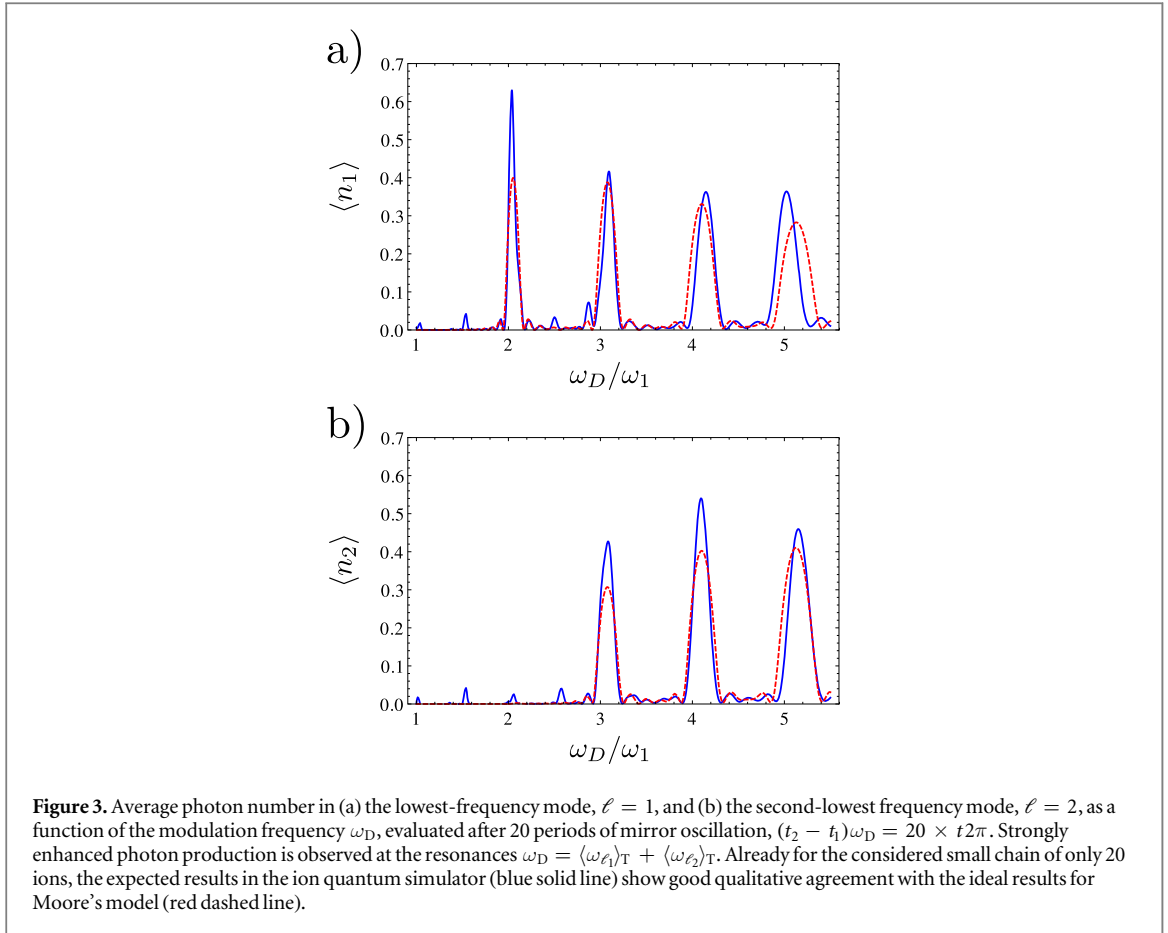 a)
0.7
0.6
0.5
0.4
0.3
0.2
0.1
0.0
⟨n₁⟩
1 2 3 4 5
ω_D/ω₁
b)
0.7
0.6
0.5
0.4
0.3
0.2
0.1
0.0
⟨n₂⟩
1 2 3 4 5
ω_D/ω₁
Figure 3. Average photon number in (a) the lowest-frequency mode, ℓ = 1, and (b) the second-lowest frequency mode, ℓ = 2, as a
function of the modulation frequency ω_D, evaluated after 20 periods of mirror oscillation, (t₂ − t₁)ω_D = 20 × t2π. Strongly
enhanced photon production is observed at the resonances ω_D = ⟨ω_ℓ₁⟩_T + ⟨ω_ℓ₂⟩_T. Already for the considered small chain of only 20
ions, the expected results in the ion quantum simulator (blue solid line) show good qualitative agreement with the ideal results for
Moore's model (red dashed line).